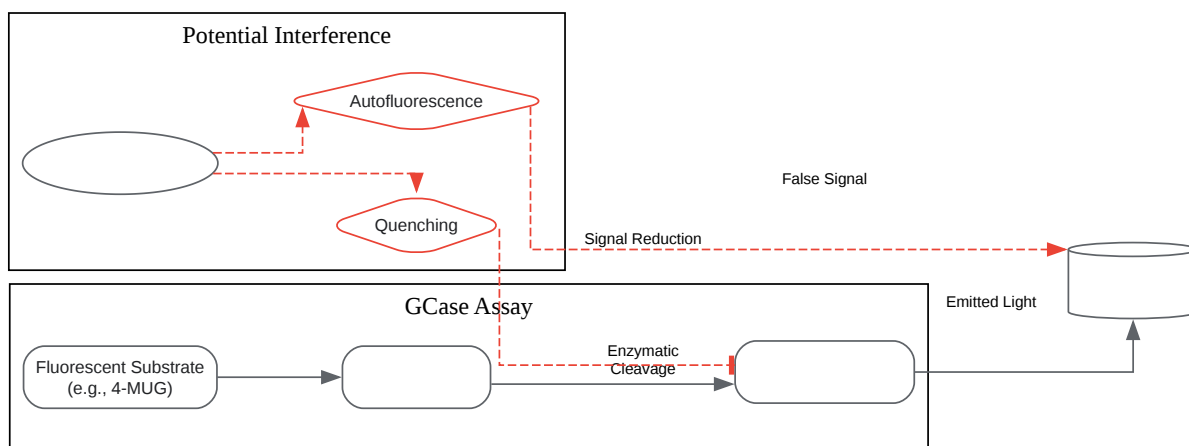 Potential Interference
Autofluorescence
False Signal
Quenching
Signal Reduction
Emitted Light
GCase Assay
Enzymatic
Cleavage
Fluorescent Substrate
(e.g., 4-MUG)